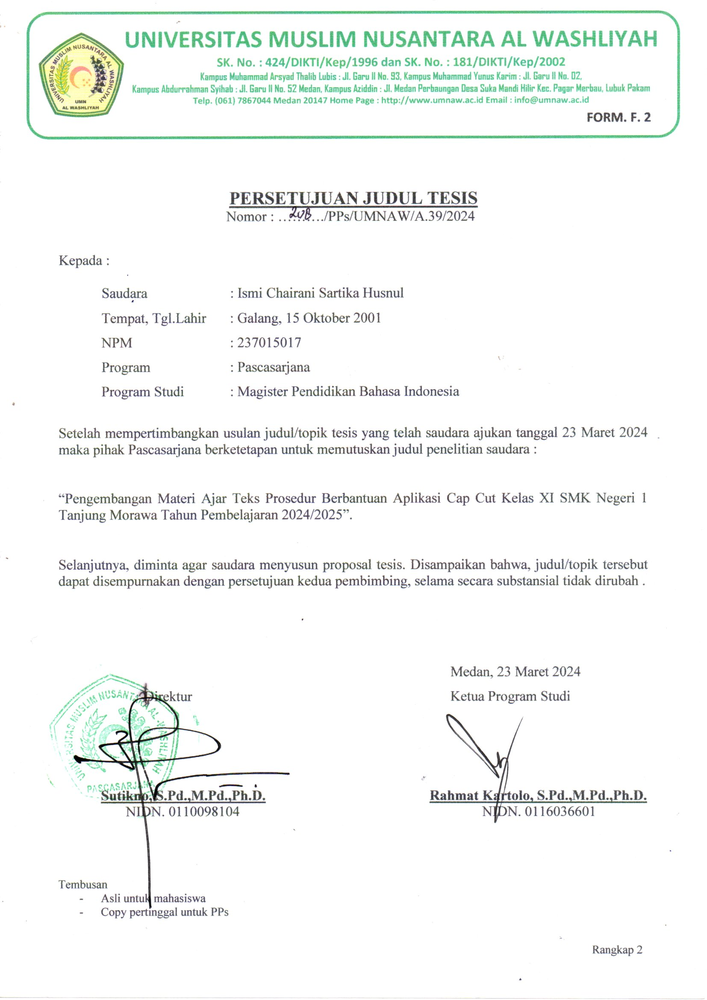 UNIVERSITAS MUSLIM NUSANTARA AL WASHLIYAH
SK. No. : 424/DIKTI/Kep/1996 dan SK. No. : 181/DIKTI/Kep/2002
Kampus Muhammad Arsyad Thalib Lubis : Jl. Garu II No. 93, Kampus Muhammad Yunus Karim : Jl. Garu II No. 02,
Kampus Abdurrahman Syihab : Jl. Garu II No. 52 Medan, Kampus Aziddin : Jl. Medan Perbaungan Desa Suka Mandi Hilir Kec. Pagar Merbau, Lubuk Pakam
Telp. (061) 7867044 Medan 20147 Home Page : http://www.umnaw.ac.id Email : info@umnaw.ac.id
FORM. F. 2
UNIVERSITAS MUSLIM NUSANTARA AL WASHLIYAH
UMN
AL WASHLIYAH
PERSETUJUAN JUDUL TESIS
Nomor : ...208.../PPs/UMNAW/A.39/2024
Kepada :
Saudara : Ismi Chairani Sartika Husnul
Tempat, Tgl.Lahir : Galang, 15 Oktober 2001
NPM : 237015017
Program : Pascasarjana
Program Studi : Magister Pendidikan Bahasa Indonesia
Setelah mempertimbangkan usulan judul/topik tesis yang telah saudara ajukan tanggal 23 Maret 2024
maka pihak Pascasarjana berketetapan untuk memutuskan judul penelitian saudara :
“Pengembangan Materi Ajar Teks Prosedur Berbantuan Aplikasi Cap Cut Kelas XI SMK Negeri 1
Tanjung Morawa Tahun Pembelajaran 2024/2025”.
Selanjutnya, diminta agar saudara menyusun proposal tesis. Disampaikan bahwa, judul/topik tersebut
dapat disempurnakan dengan persetujuan kedua pembimbing, selama secara substansial tidak dirubah .
Medan, 23 Maret 2024
Direktur Ketua Program Studi
UNIVERSITAS MUSLIM NUSANTARA AL WASHLIYAH
PASCASARJANA
Sutikno, S.Pd.,M.Pd.,Ph.D. Rahmat Kartolo, S.Pd.,M.Pd.,Ph.D.
NIDN. 0110098104 NIDN. 0116036601
Tembusan
- Asli untuk mahasiswa
- Copy pertinggal untuk PPs
Rangkap 2